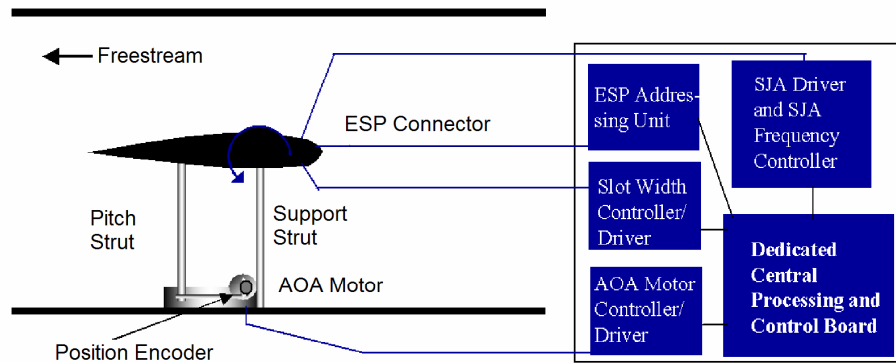 Freestream
ESP Connector
Pitch
Strut
Support
Strut
AOA Motor
Position Encoder
ESP Addres-
sing Unit
SJA Driver
and SJA
Frequency
Controller
Slot Width
Controller/
Driver
AOA Motor
Controller/
Driver
Dedicated
Central
Processing and
Control Board